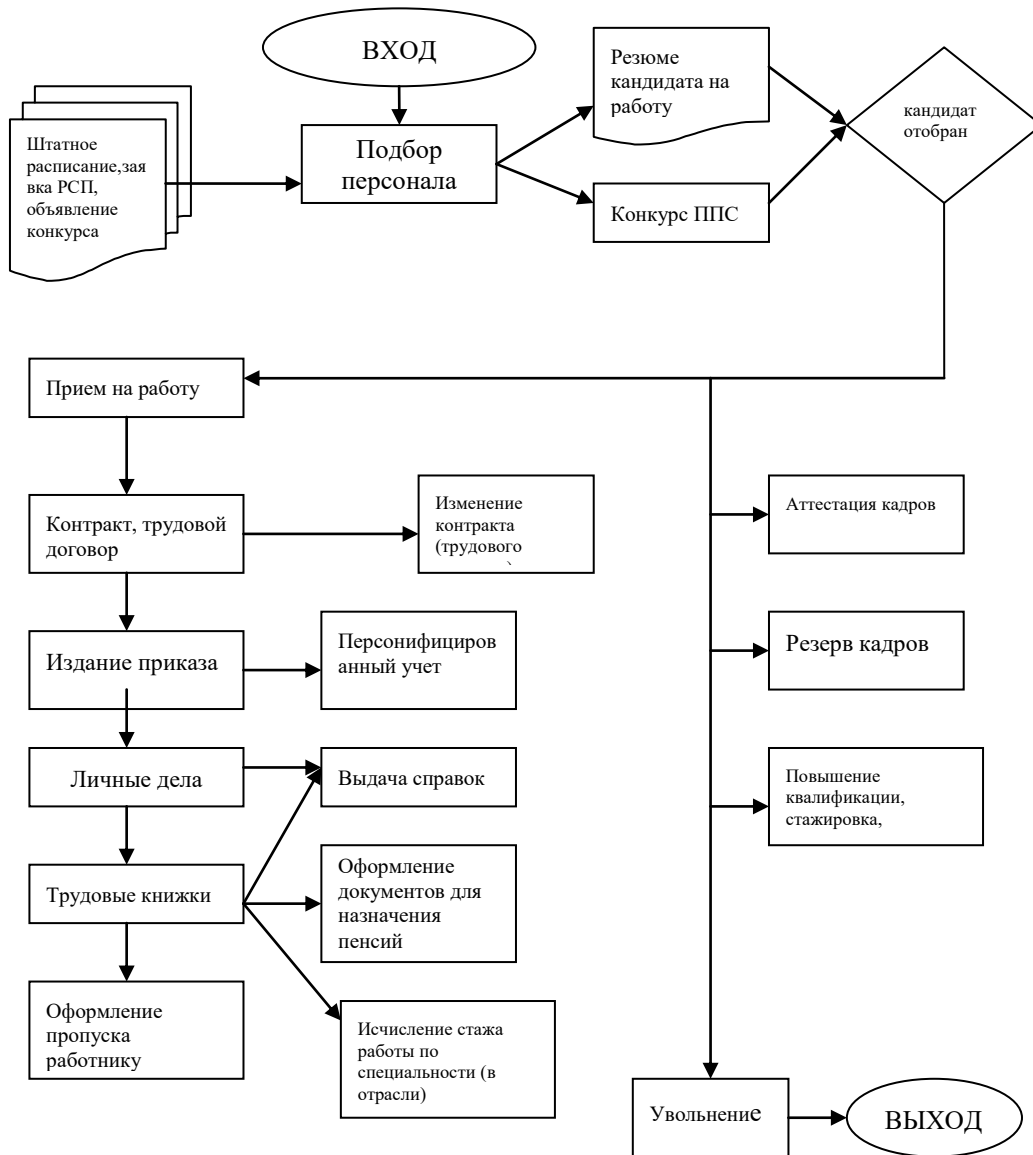 ВХОД
Резюме
кандидата на
работу
кандидат
отобран
Штатное
расписание,зая
вка РСП,
объявление
конкурса
Подбор
персонала
Конкурс ППС
Прием на работу
Контракт, трудовой
договор
Изменение
контракта
(трудового
Аттестация кадров
Издание приказа
Персонифициров
анный учет
Резерв кадров
Личные дела
Выдача справок
Повышение
квалификации,
стажировка,
Трудовые книжки
Оформление
документов для
назначения
пенсий
Оформление
пропуска
работнику
Исчисление стажа
работы по
специальности (в
отрасли)
Увольнение
ВЫХОД